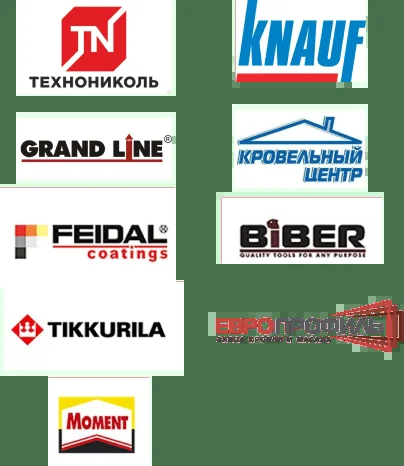 TN
ТЕХНОНИКОЛЬ
KNAUF
GRAND LINE®
КРОВЕЛЬНЫЙ
ЦЕНТР
FEIDAL®
coatings
BiBER
QUALITY TOOLS FOR ANY PURPOSE
TIKKURILA
ЕВРОПРОФИЛЬ
MOMENT